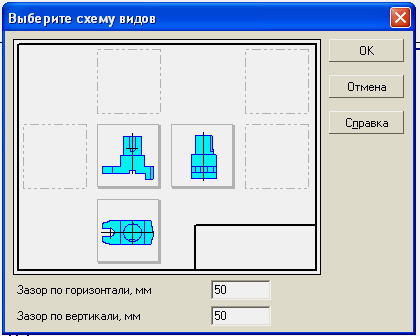 Выберите схему видов
OK
Отмена
Справка
Зазор по горизонтали, мм 50
Зазор по вертикали, мм 50